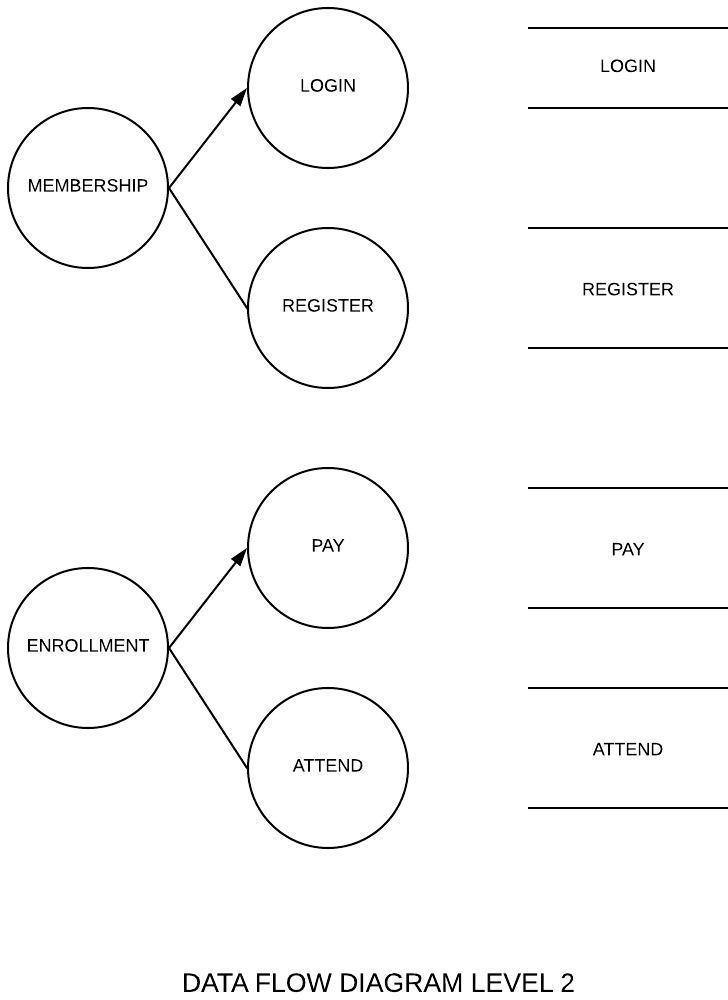 LOGIN
LOGIN
MEMBERSHIP
REGISTER
REGISTER
PAY
PAY
ENROLLMENT
ATTEND
ATTEND
DATA FLOW DIAGRAM LEVEL 2